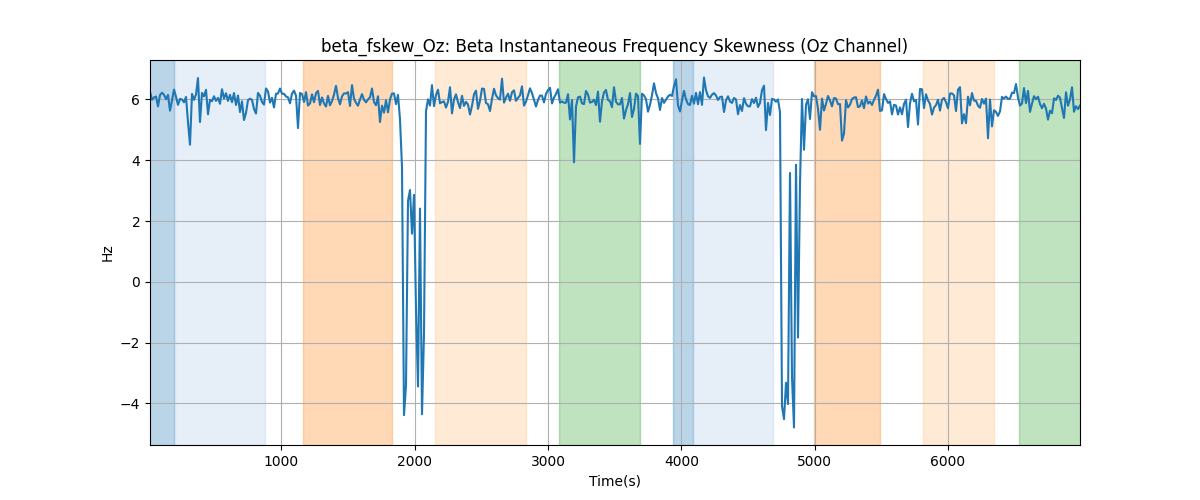 beta_fskew_Oz: Beta Instantaneous Frequency Skewness (Oz Channel)
Hz
6
4
2
0
−2
−4
1000 2000 3000 4000 5000 6000
Time(s)